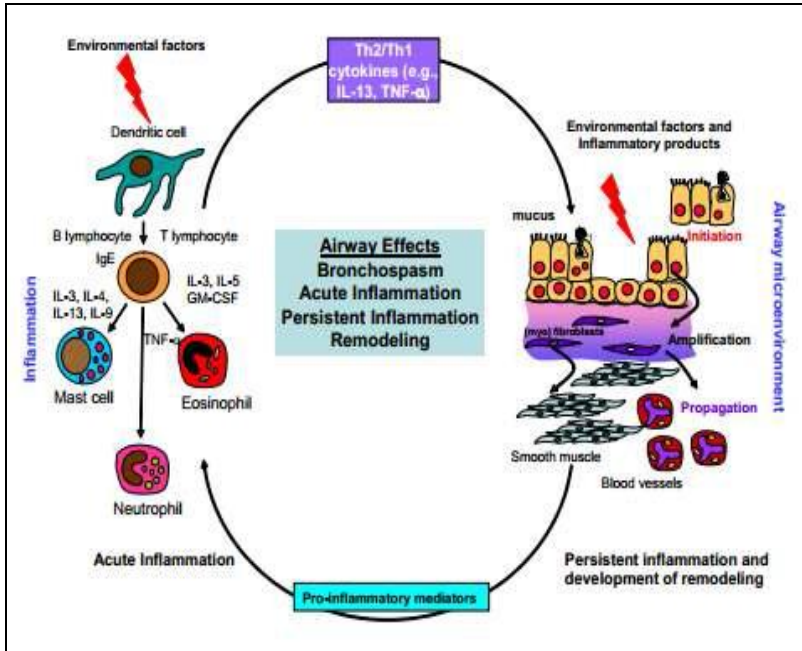 Environmental factors
Dendritic cell
B lymphocyte
T lymphocyte
IgE
IL-3, IL-4,
IL-13, IL-9
IL-3, IL-5
GM-CSF
TNF-α
Mast cell
Eosinophil
Neutrophil
Inflammation
Acute Inflammation
Th2/Th1
cytokines (e.g.,
IL-13, TNF-α)
Airway Effects
Bronchospasm
Acute Inflammation
Persistent Inflammation
Remodeling
Pro-inflammatory mediators
Environmental factors and
Inflammatory products
mucus
Initiation
(myo) fibroblasts
Amplification
Propagation
Smooth muscle
Blood vessels
Airway microenvironment
Persistent inflammation and
development of remodeling